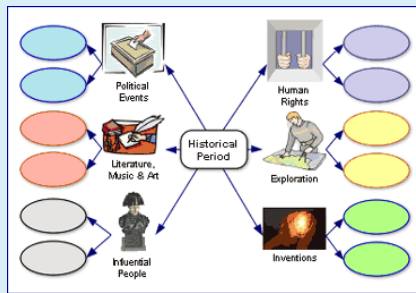 Political
Events
Human
Rights
Literature,
Music & Art
Historical
Period
Exploration
Influential
People
Inventions